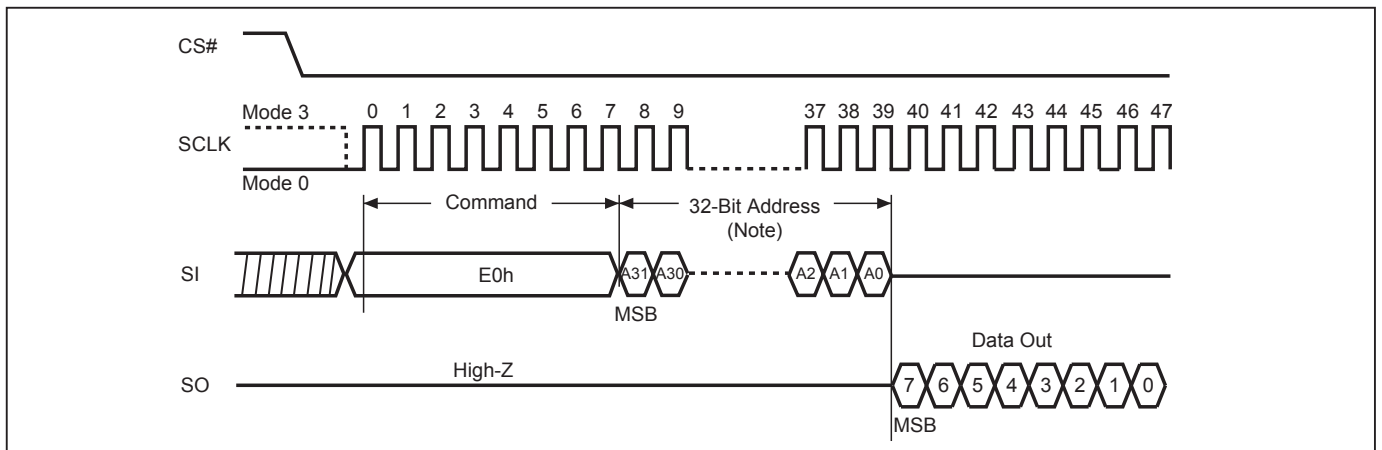 CS#
Mode 3
0 1 2 3 4 5 6 7 8 9 37 38 39 40 41 42 43 44 45 46 47
SCLK
Mode 0
Command
32-Bit Address
(Note)
SI
E0h
A31 A30 A2 A1 A0
MSB
Data Out
High-Z
SO
7 6 5 4 3 2 1 0
MSB